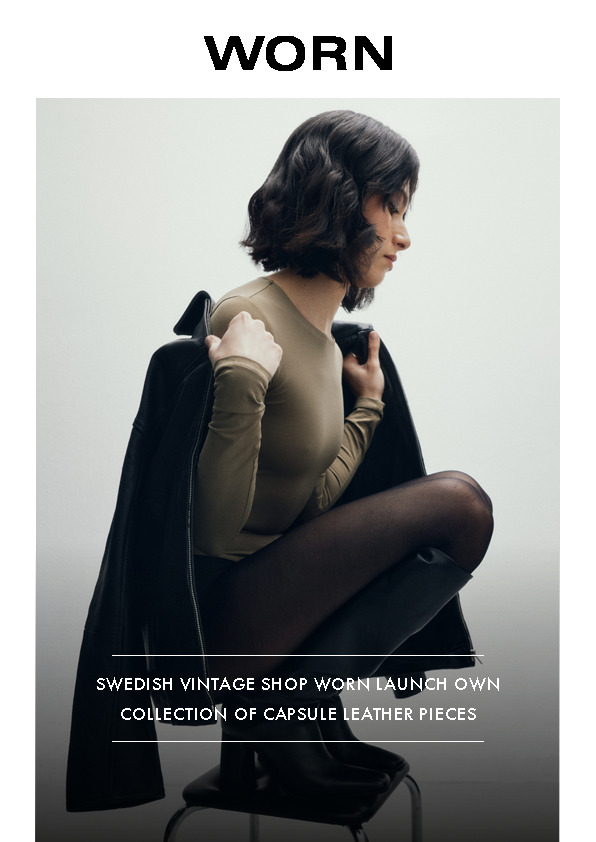 WORN
SWEDISH VINTAGE SHOP WORN LAUNCH OWN
COLLECTION OF CAPSULE LEATHER PIECES